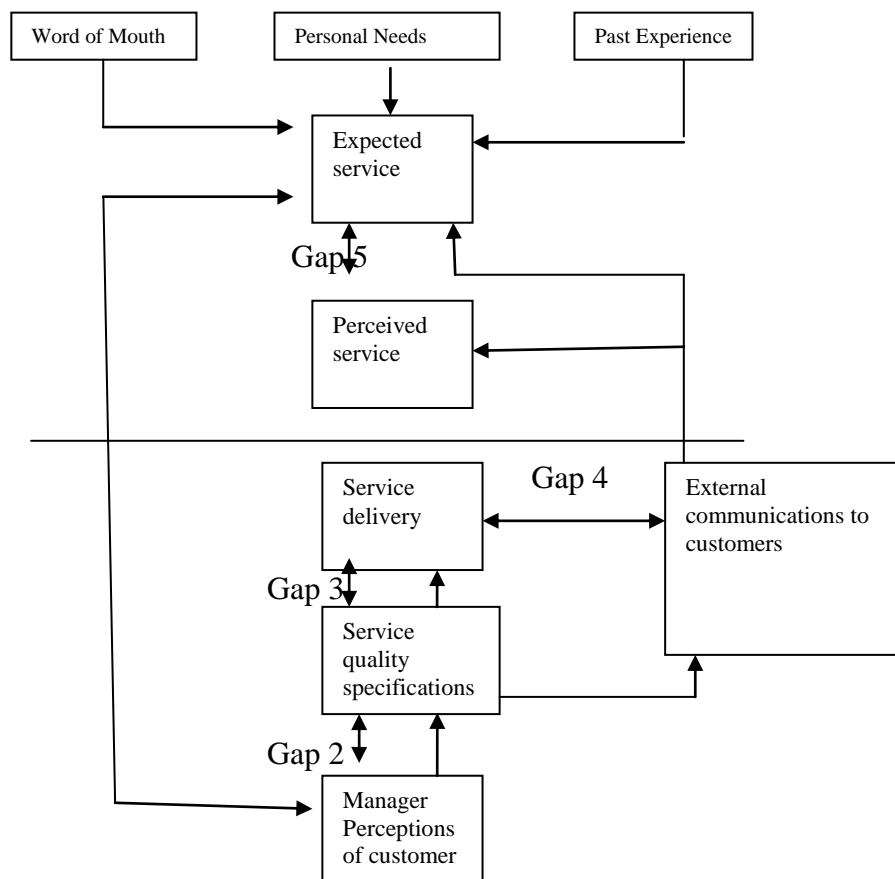 Word of Mouth
Personal Needs
Past Experience
Expected
service
Gap 5
Perceived
service
Service
delivery
Gap 4
External
communications to
customers
Gap 3
Service
quality
specifications
Gap 2
Manager
Perceptions
of customer